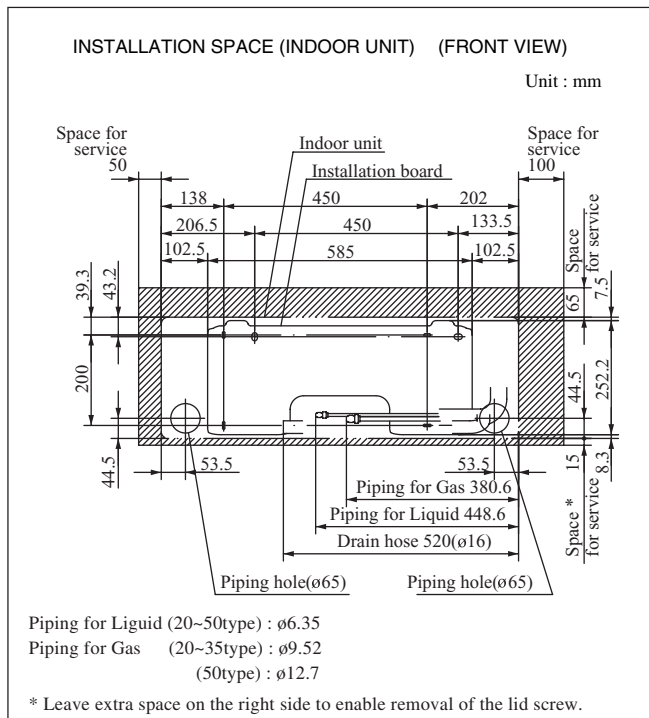 INSTALLATION SPACE (INDOOR UNIT) (FRONT VIEW)
Unit : mm
Space for
service
50
Indoor unit
Installation board
Space for
service
100
138
450
202
206.5
450
133.5
102.5
585
102.5
39.3
43.2
200
44.5
65
Space
for service
7.5
252.2
44.5
15
8.3
Space *
for service
53.5
53.5
Piping for Gas 380.6
Piping for Liquid 448.6
Drain hose 520(ø16)
Piping hole(ø65)
Piping hole(ø65)
Piping for Liguid (20~50type) : ø6.35
Piping for Gas (20~35type) : ø9.52
(50type) : ø12.7
* Leave extra space on the right side to enable removal of the lid screw.